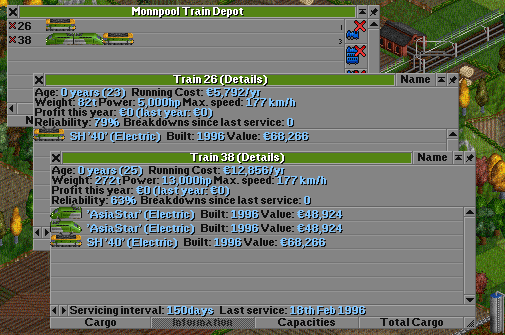 Monnpool Train Depot
26
1
38
3
Train 26 (Details)
Name
Age: 0 years (23) Running Cost: €5,792/yr
Weight: 82t Power: 5,000hp Max. speed: 177 km/h
Profit this year: €0 (last year: €0)
Reliability: 79% Breakdowns since last service: 0
SH '40' (Electric) Built: 1996 Value: €68,266
N
Train 38 (Details)
Name
Age: 0 years (25) Running Cost: €12,856/yr
Weight: 272t Power: 13,000hp Max. speed: 177 km/h
Profit this year: €0 (last year: €0)
Reliability: 63% Breakdowns since last service: 0
'AsiaStar' (Electric) Built: 1996 Value: €48,924
'AsiaStar' (Electric) Built: 1996 Value: €48,924
SH '40' (Electric) Built: 1996 Value: €68,266
Servicing interval: 150days Last service: 18th Feb 1996
Cargo Information Capacities Total Cargo